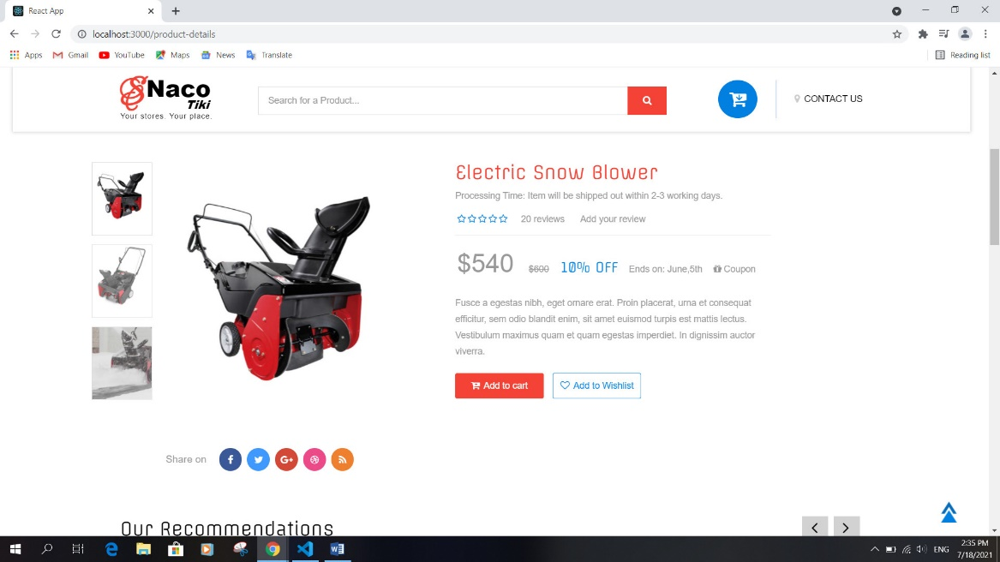 React App
localhost:3000/product-details
Apps Gmail YouTube Maps News Translate Reading list
Naco
Tiki
Your stores. Your place.
Search for a Product...
CONTACT US
Electric Snow Blower
Processing Time: Item will be shipped out within 2-3 working days.
20 reviews Add your review
$540 $600 10% OFF Ends on: June,5th Coupon
Fusce a egestas nibh, eget ornare erat. Proin placerat, urna et consequat
efficitur, sem odio blandit enim, sit amet euismod turpis est mattis lectus.
Vestibulum maximus quam et quam egestas imperdiet. In dignissim auctor
viverra.
Add to cart Add to Wishlist
Share on
Our Recommendations
ENG
2:35 PM
7/18/2021